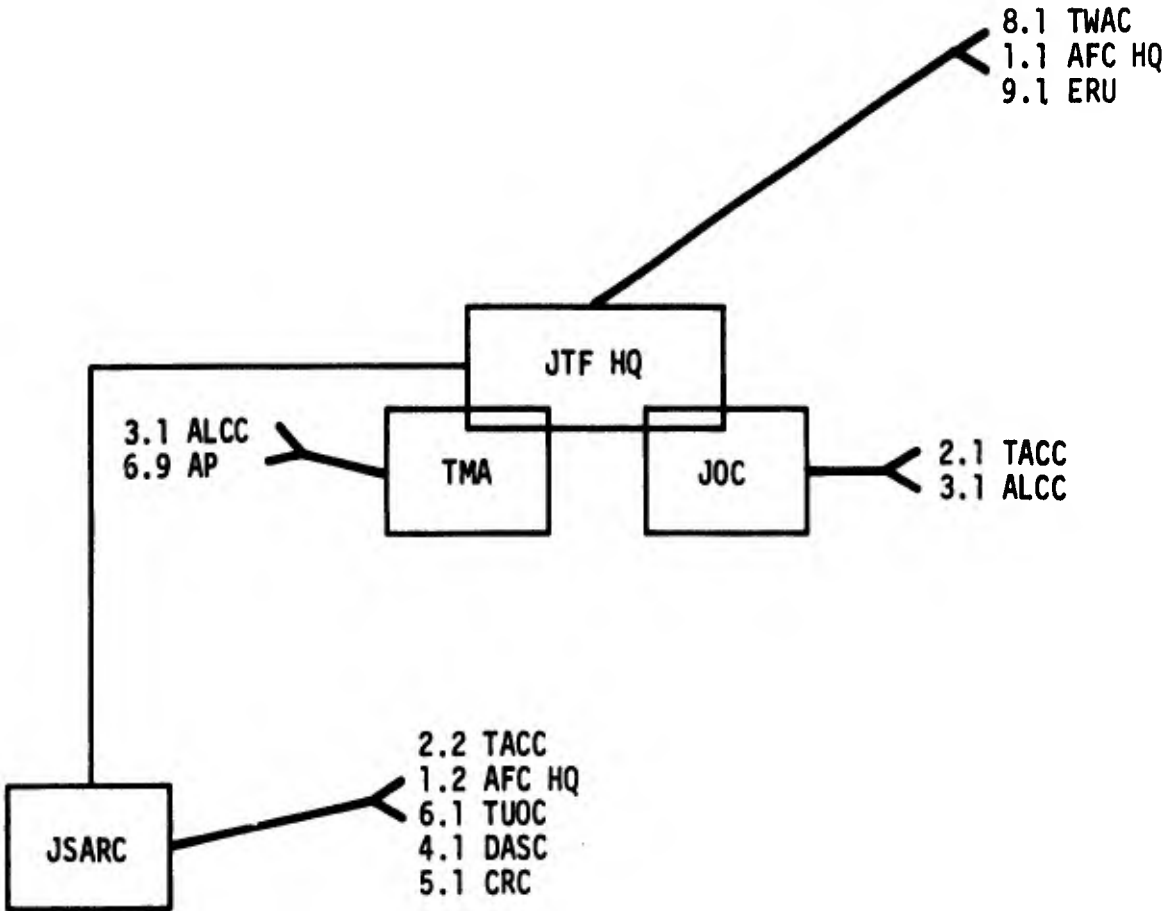 8.1 TWAC
1.1 AFC HQ
9.1 ERU
JTF HQ
3.1 ALCC
6.9 AP
TMA
JOC
2.1 TACC
3.1 ALCC
2.2 TACC
1.2 AFC HQ
6.1 TUOC
4.1 DASC
5.1 CRC
JSARC